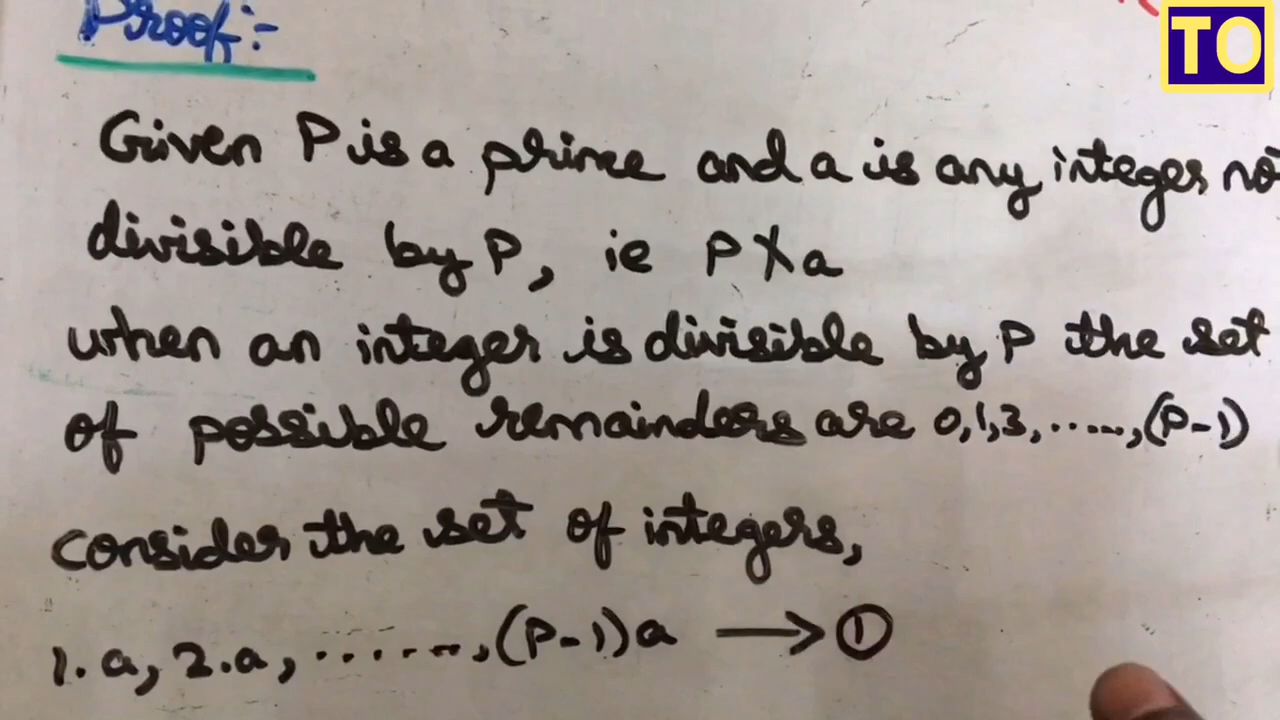 Proof:-
TO
Given P is a prime and a is any integer no
divisible by P, ie P∤a
when an integer is divisible by P the set
of possible remainders are 0,1,3,.....,(P-1)
consider the set of integers,
1.a, 2.a, .......,(P-1)a ⟶ ①